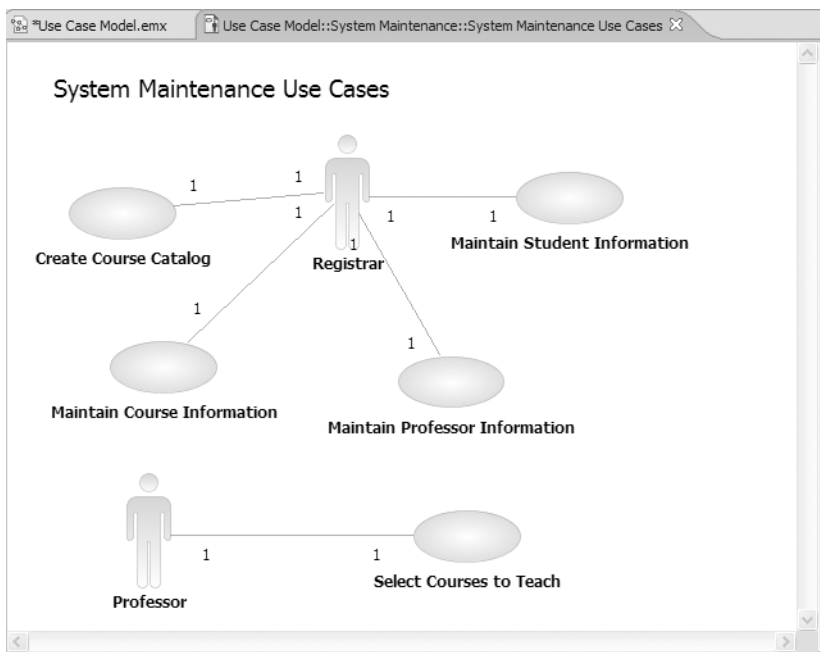 *Use Case Model.emx
Use Case Model::System Maintenance::System Maintenance Use Cases
System Maintenance Use Cases
1
1
1
1
1
Create Course Catalog
Maintain Student Information
1
Registrar
1
1
Maintain Course Information
Maintain Professor Information
1
1
Select Courses to Teach
Professor